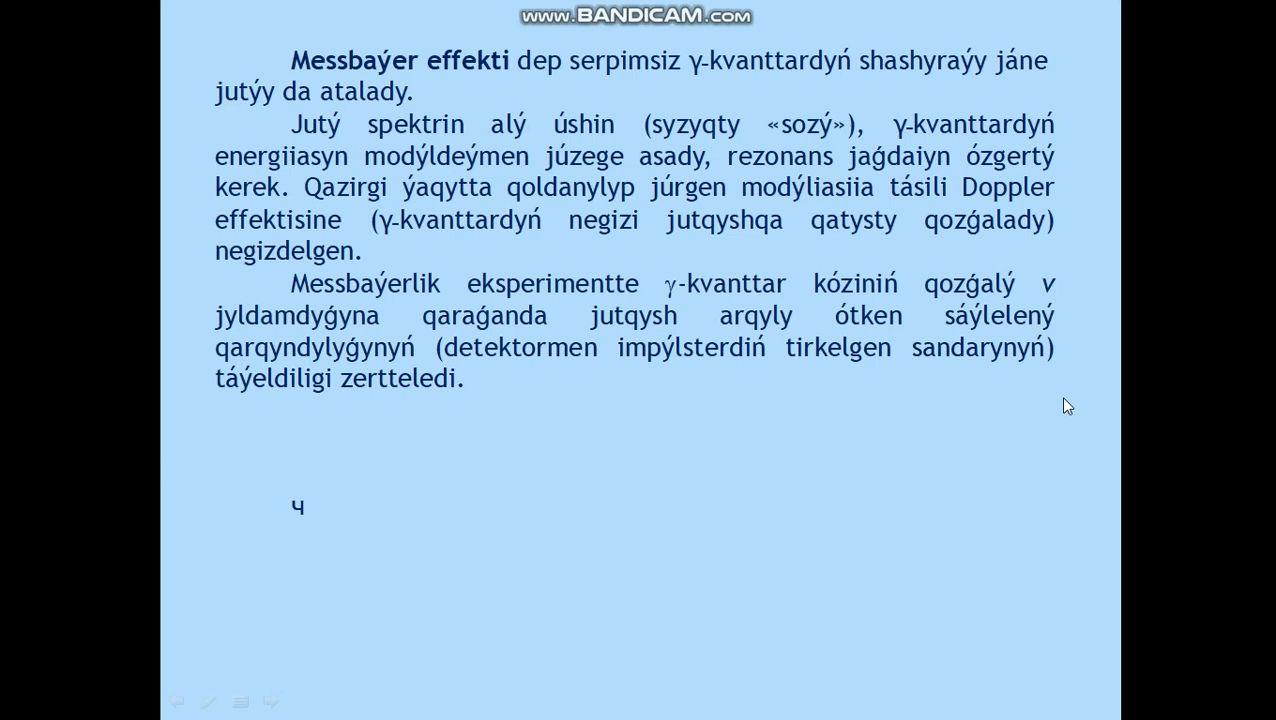 www.BANDICAM.com
Messbaýer effekti dep serpimsiz γ-kvanttardyń shashyraýy jáne
jutýy da atalady.
Jutý spektrin alý úshin (syzyqty «sozý»), γ-kvanttardyń
energiiasyn modýldeýmen júzege asady, rezonans jaǵdaiyn ózgertý
kerek. Qazirgi ýaqytta qoldanylyp júrgen modýliasiia tásili Doppler
effektisine (γ-kvanttardyń negizi jutqyshqa qatysty qozǵalady)
negizdelgen.
Messbaýerlik eksperimentte γ-kvanttar kóziniń qozǵalý v
jyldamdyǵyna qaraǵanda jutqysh arqyly ótken sáýlelený
qarqyndylyǵynyń (detektormen impýlsterdiń tirkelgen sandarynyń)
táýeldiligi zertteledi.
ч